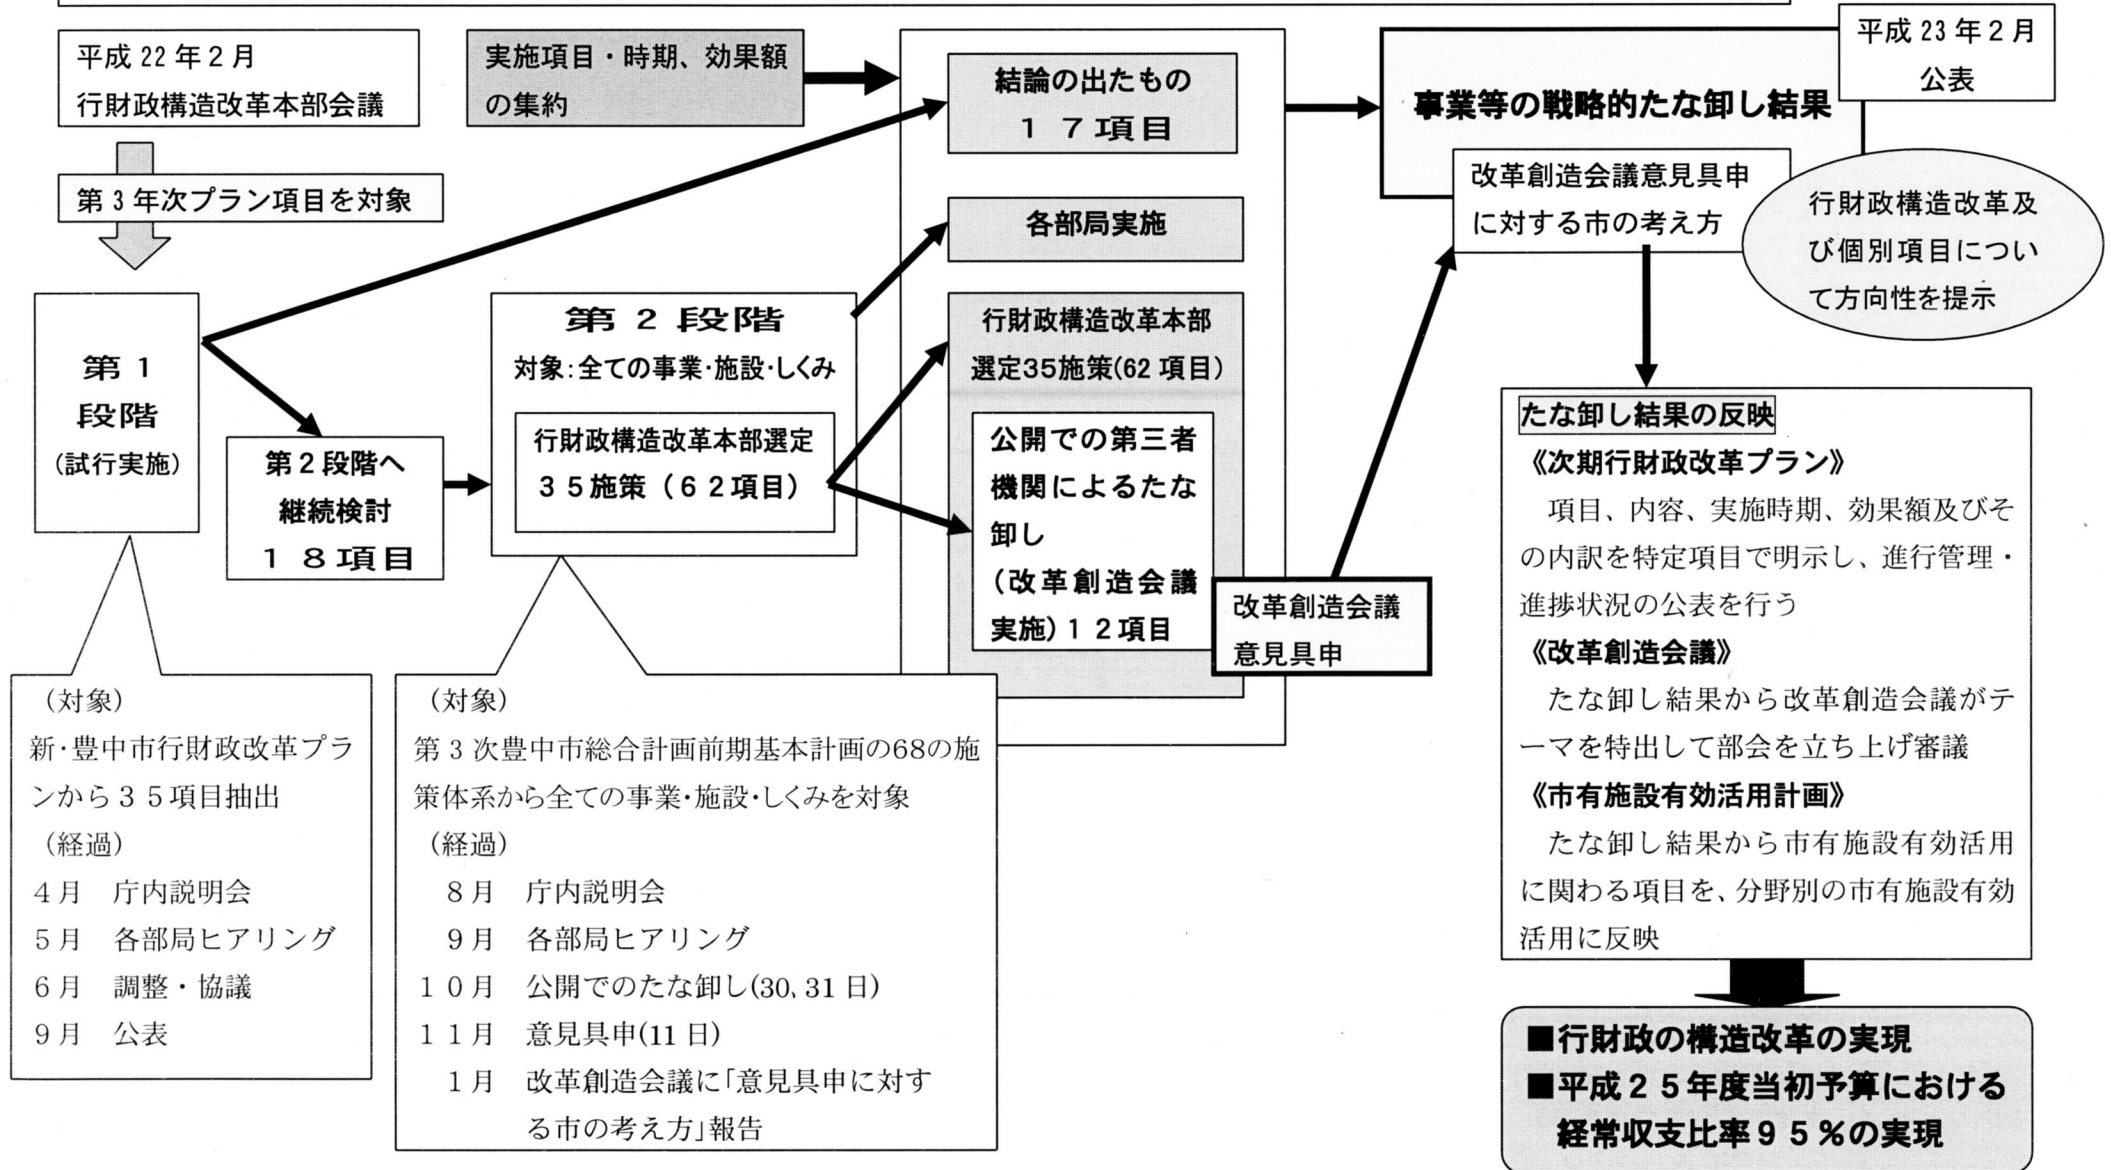 平成 22 年 2 月
行財政構造改革本部会議
第 3 年次プラン項目を対象
実施項目・時期、効果額
の集約
結論の出たもの
１７項目
各部局実施
行財政構造改革本部
選定35施策(62 項目)
公開での第三者
機関によるたな
卸し
(改革創造会議
実施)１２項目
改革創造会議
意見具申
事業等の戦略的たな卸し結果
平成 23 年 2 月
公表
改革創造会議意見具申
に対する市の考え方
行財政構造改革及
び個別項目につい
て方向性を提示
第１
段階
(試行実施)
第２段階へ
継続検討
１８項目
第２段階
対象：全ての事業・施設・しくみ
行財政構造改革本部選定
３５施策（６２項目）
（対象）
新・豊中市行財政改革プラ
ンから３５項目抽出
（経過）
４月　庁内説明会
５月　各部局ヒアリング
６月　調整・協議
９月　公表
（対象）
第 3 次豊中市総合計画前期基本計画の68の施
策体系から全ての事業・施設・しくみを対象
（経過）
８月　庁内説明会
９月　各部局ヒアリング
１０月　公開でのたな卸し(30、31 日)
１１月　意見具申(11 日)
１月　改革創造会議に「意見具申に対す
る市の考え方」報告
たな卸し結果の反映
《次期行財政改革プラン》
項目、内容、実施時期、効果額及びそ
の内訳を特定項目で明示し、進行管理・
進捗状況の公表を行う
《改革創造会議》
たな卸し結果から改革創造会議がテ
ーマを特出して部会を立ち上げ審議
《市有施設有効活用計画》
たな卸し結果から市有施設有効活用
に関わる項目を、分野別の市有施設有効
活用に反映
■行財政の構造改革の実現
■平成２５年度当初予算における
経常収支比率９５％の実現